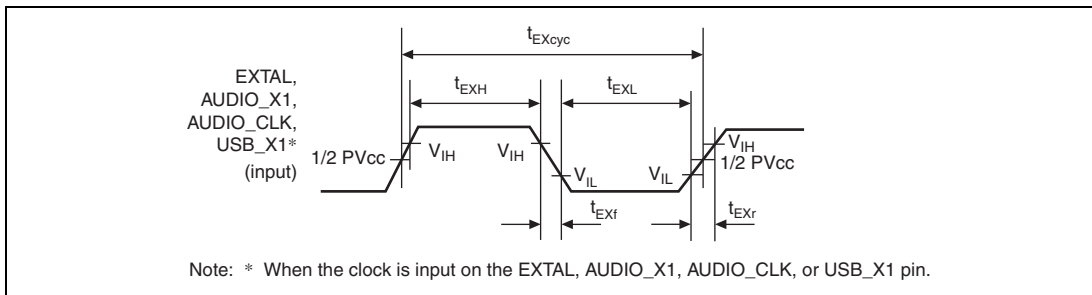 tEXcyc
tEXH
tEXL
EXTAL,
AUDIO_X1,
AUDIO_CLK,
USB_X1*
(input)
1/2 PVcc
VIH
VIH
VIL
VIL
VIH
1/2 PVcc
tEXf
tEXr
Note: * When the clock is input on the EXTAL, AUDIO_X1, AUDIO_CLK, or USB_X1 pin.